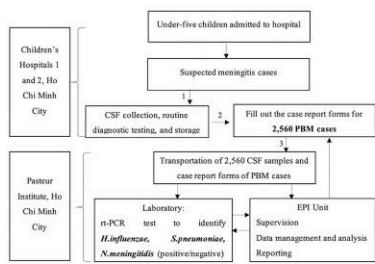 Under-five children admitted to hospital
Children's
Hospitals 1
and 2, Ho
Chi Minh
City
Suspected meningitis cases
1
CSF collection, routine
diagnostic testing, and storage
2
Fill out the case report forms for
2,560 PBM cases
3
Transportation of 2,560 CSF samples and
case report forms of PBM cases
Pasteur
Institute, Ho
Chi Minh
City
Laboratory:
rt-PCR test to identify
H.influenzae, S.pneumoniae,
N.meningitidis (positive/negative)
EPI Unit
Supervision
Data management and analysis
Reporting